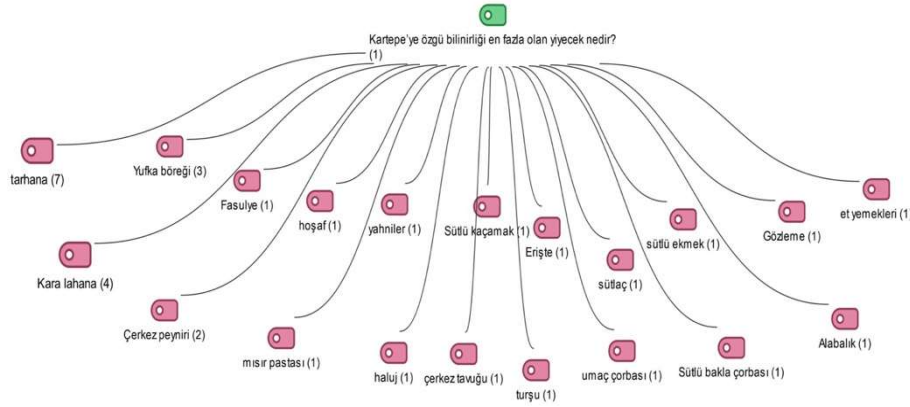 Kartepe'ye özgü bilinirliği en fazla olan yiyecek nedir?
(1)
tarhana (7)
Yufka böreği (3)
Fasulye (1)
hoşaf (1)
yahniler (1)
Sütlü kaçamak (1)
Erişte (1)
sütlaç (1)
sütlü ekmek (1)
Gözleme (1)
et yemekleri (1)
Kara lahana (4)
Çerkez peyniri (2)
mısır pastası (1)
haluj (1)
çerkez tavuğu (1)
turşu (1)
umaç çorbası (1)
Sütlü bakla çorbası (1)
Alabalık (1)